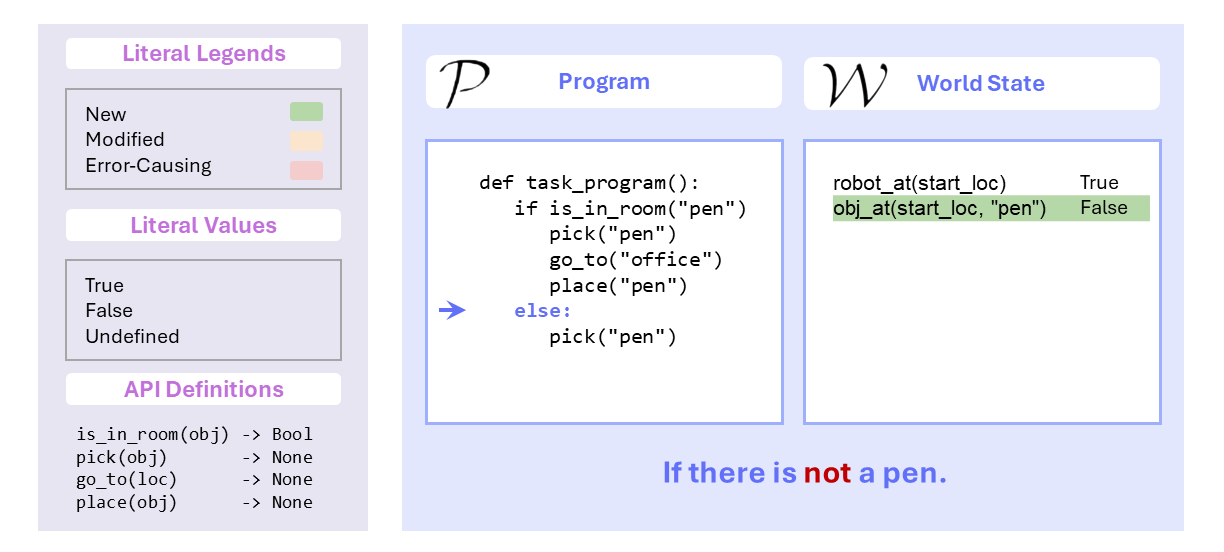 Literal Legends
New
Modified
Error-Causing
Literal Values
True
False
Undefined
API Definitions
is_in_room(obj) -> Bool
pick(obj) -> None
go_to(loc) -> None
place(obj) -> None
P Program
def task_program():
if is_in_room("pen")
pick("pen")
go_to("office")
place("pen")
else:
pick("pen")
W World State
robot_at(start_loc) True
obj_at(start_loc, "pen") False
If there is not a pen.